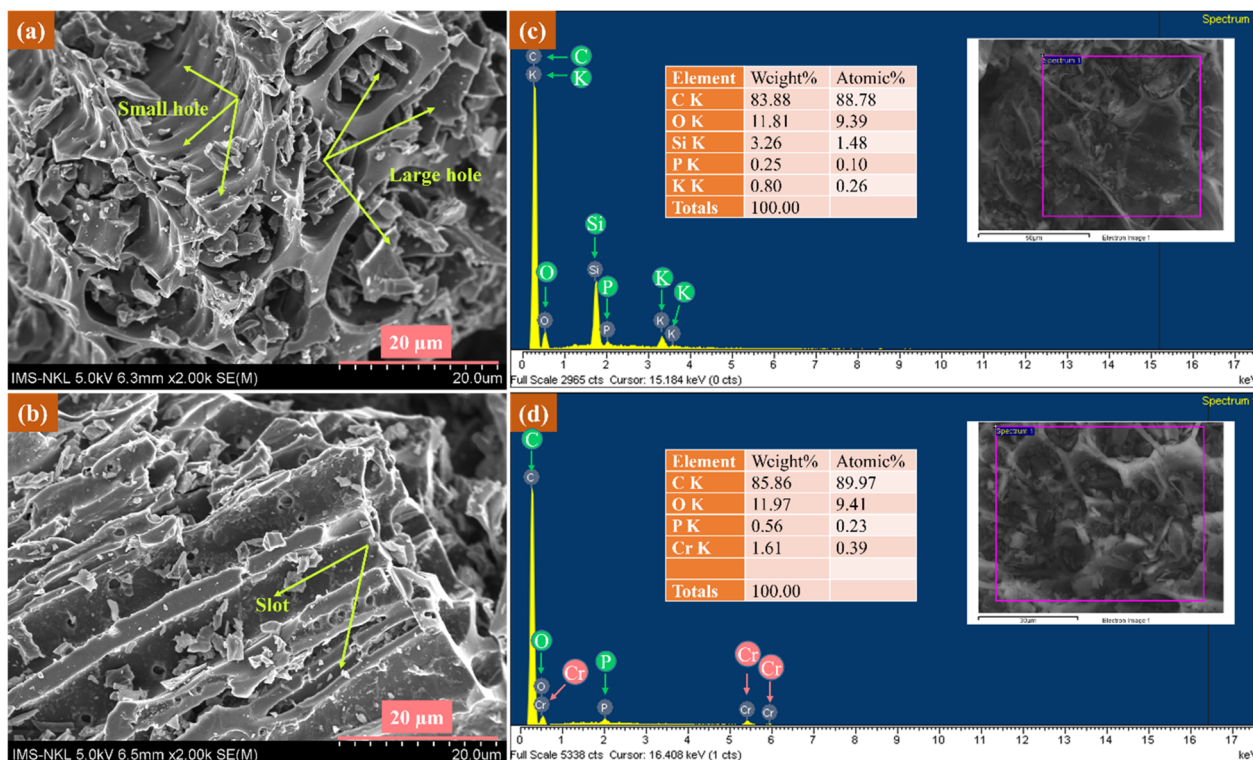 (a)
Small hole
Large hole
20 μm
IMS-NKL 5.0kV 6.3mm x2.00k SE(M)
20.0um
(b)
Slot
20 μm
IMS-NKL 5.0kV 6.5mm x2.00k SE(M)
20.0um
(c)
Spectrum
C
C
K
K
Element Weight% Atomic%
C K 83.88 88.78
O K 11.81 9.39
Si K 3.26 1.48
P K 0.25 0.10
K K 0.80 0.26
Totals 100.00
Spectrum 1
Electron Image 1
Si
Si
O
O
P
P
K
K
K
K
1 2 3 4 5 6 7 8 9 10 11 12 13 14 15 16 17
Full Scale 2965 cts Cursor: 15.184 keV (0 cts)
keV
(d)
Spectrum
C
C
Element Weight% Atomic%
C K 85.86 89.97
O K 11.97 9.41
P K 0.56 0.23
Cr K 1.61 0.39
Totals 100.00
Spectrum 1
Electron Image 1
O
O
Cr
Cr
P
P
Cr
Cr
Cr
Cr
0 1 2 3 4 5 6 7 8 9 10 11 12 13 14 15 16 17
Full Scale 5338 cts Cursor: 16.408 keV (1 cts)
keV